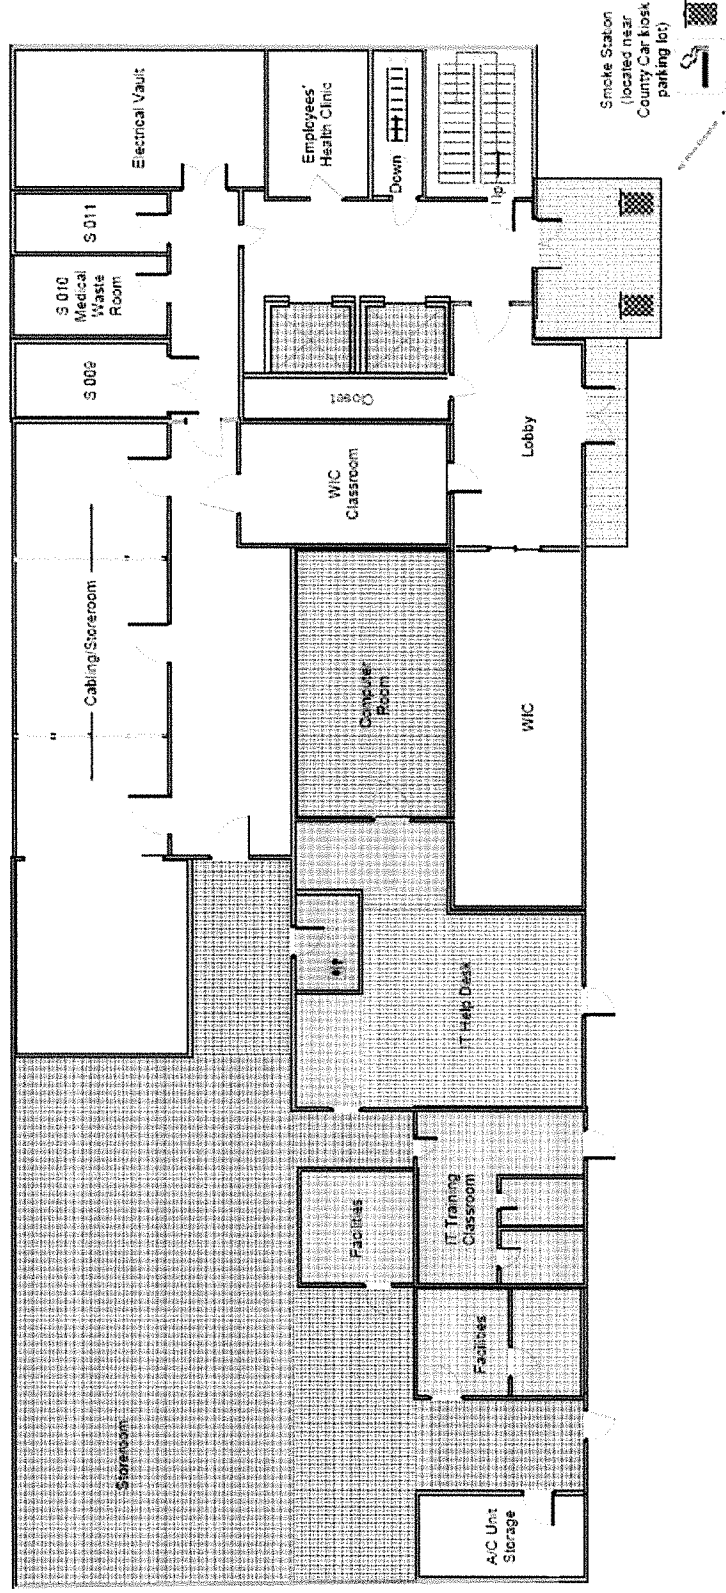 Smoke Station
(located near
County Car kiosk
parking lot)
Electrical Vault
Employees'
Health Clinic
Down
Up
S 011
S 010
Medical
Waste
Room
S 009
Closet
Lobby
WIC
Classroom
Cabling/Storeroom
Computer
Room
WIC
IT Help Desk
IT Training
Classroom
Facilities
Facilities
Storeroom
A/C Unit
Storage